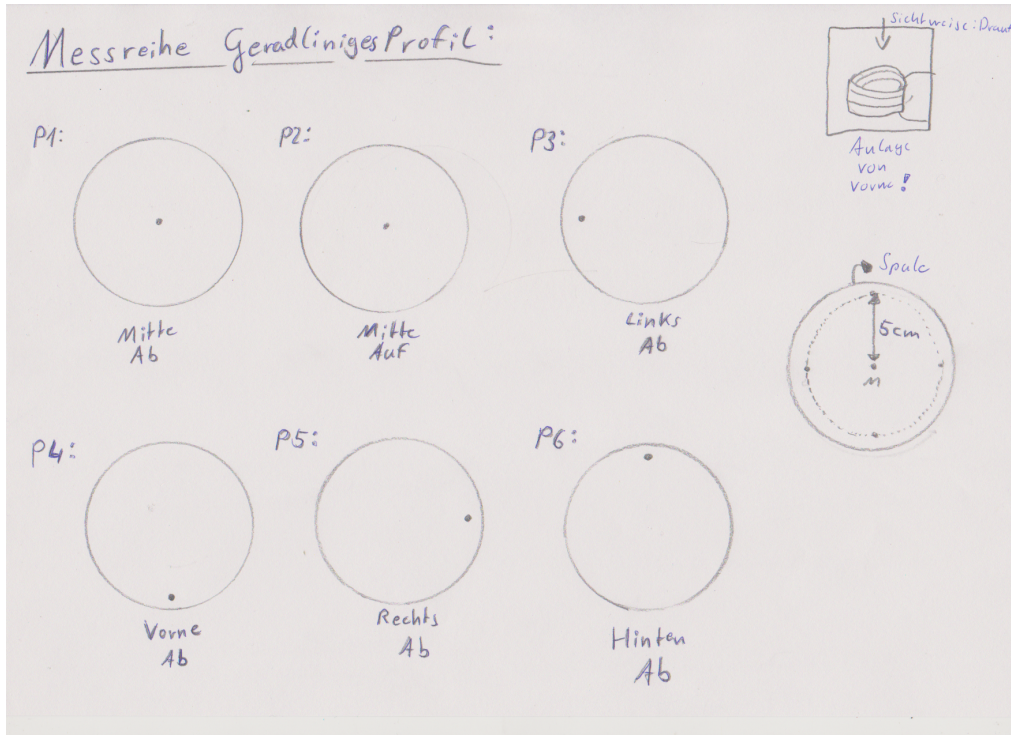 Messreihe Geradliniges Profil:
Sichtweise:Drauf
Anlage
von
Vorne!
P1:
Mitte
Ab
P2:
Mitte
Auf
P3:
Links
Ab
Spule
5cm
M
P4:
Vorne
Ab
P5:
Rechts
Ab
P6:
Hinten
Ab